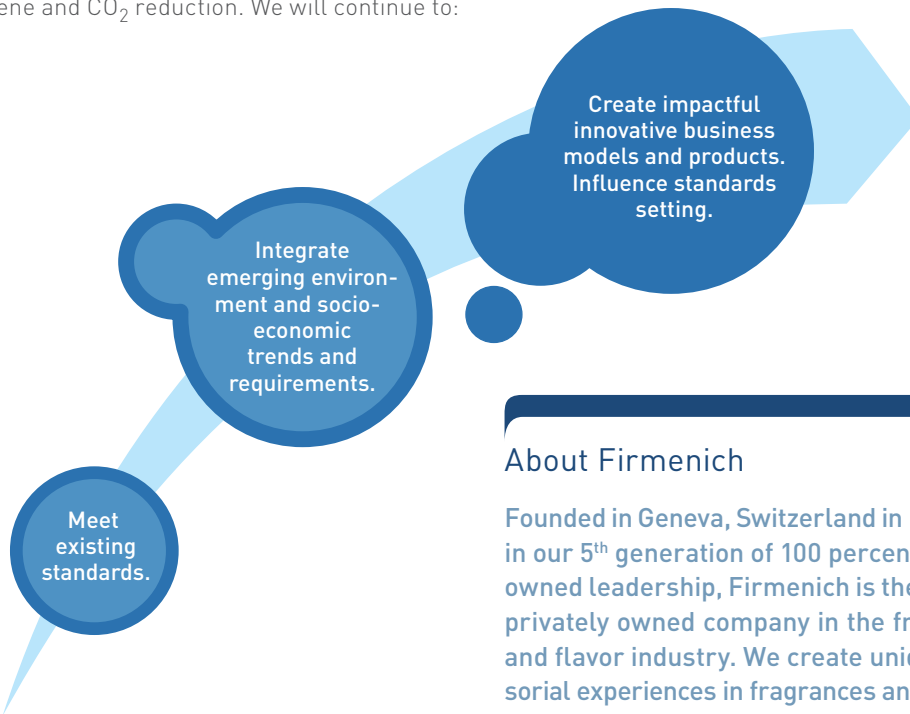 ene and CO₂ reduction. We will continue to:
Create impactful
innovative business
models and products.
Influence standards
setting.
Integrate
emerging environ-
ment and socio-
economic
trends and
requirements.
Meet
existing
standards.
About Firmenich
Founded in Geneva, Switzerland in
in our 5th generation of 100 percen
owned leadership, Firmenich is the
privately owned company in the fr
and flavor industry. We create uni
sorial experiences in fragrances an